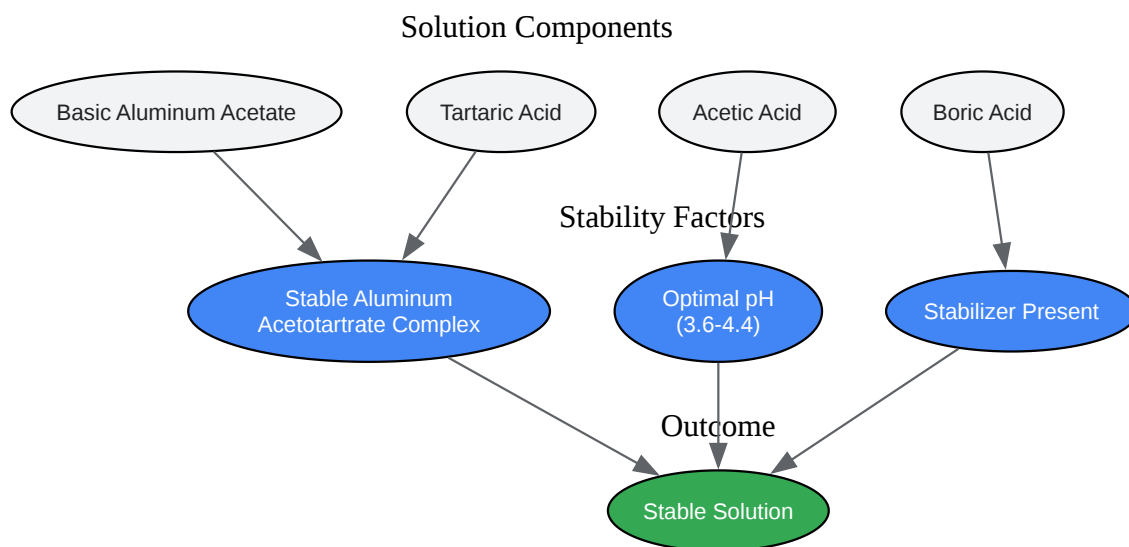 Solution Components
Basic Aluminum Acetate
Tartaric Acid
Acetic Acid
Boric Acid
Stability Factors
Stable Aluminum
Acetotartrate Complex
Optimal pH
(3.6-4.4)
Stabilizer Present
Outcome
Stable Solution